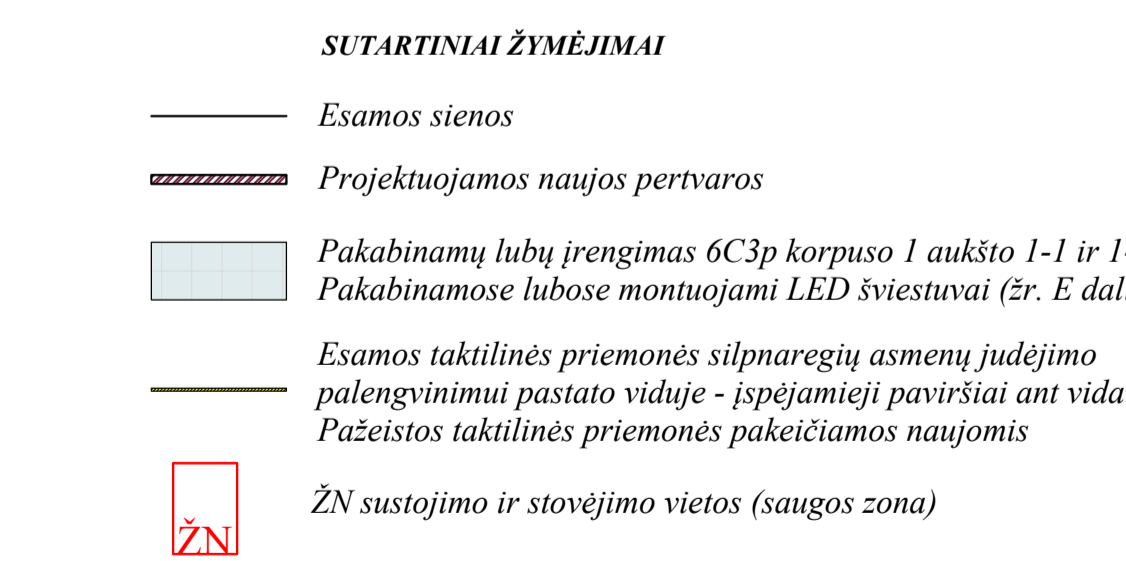 SUTARTINIAI ŽYMĖJIMAI
Esamos sienos
Projektuojamos naujos pertvaros
Pakabinamų lubų įrengimas 6C3p korpuso 1 aukšto 1-1 ir
Pakabinamose lubose montuojami LED šviestuvai (žr. E
Esamos taktilinės priemonės silpnaregių asmenų judėjimo
palengvinimui pastato viduje - įspėjamieji paviršiai ant
Pažeistos taktilinės priemonės pakeičiamos naujomis
ŽN sustojimo ir stovėjimo vietos (saugos zona)
ŽN